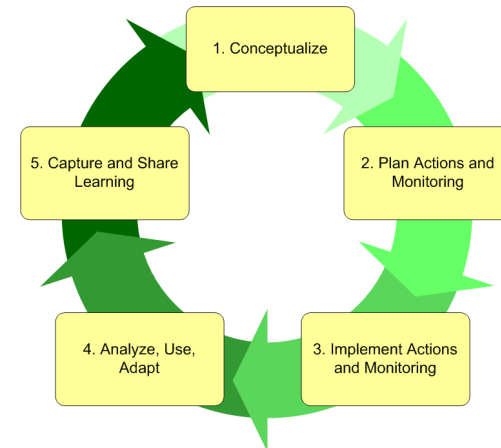 1. Conceptualize
2. Plan Actions and
Monitoring
3. Implement Actions
and Monitoring
4. Analyze, Use,
Adapt
5. Capture and Share
Learning